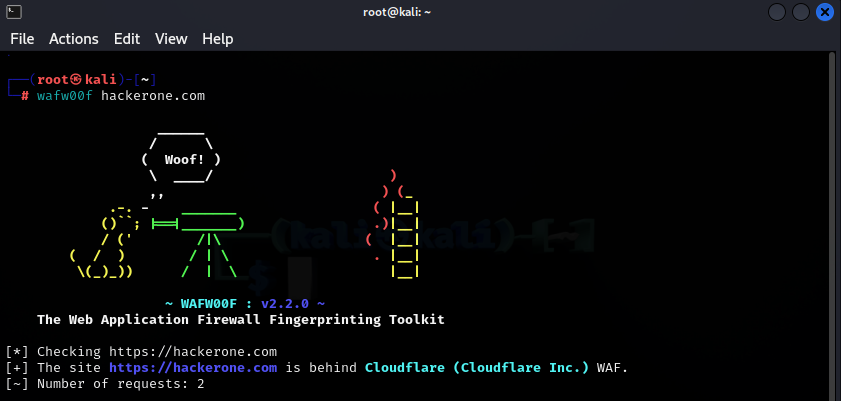 root@kali: ~
File Actions Edit View Help
┌──(root㉿kali)-[~]
└─# wafw00f hackerone.com
Woof!
~ WAFW00F : v2.2.0 ~
The Web Application Firewall Fingerprinting Toolkit
[*] Checking https://hackerone.com
[+] The site https://hackerone.com is behind Cloudflare (Cloudflare Inc.) WAF.
[~] Number of requests: 2